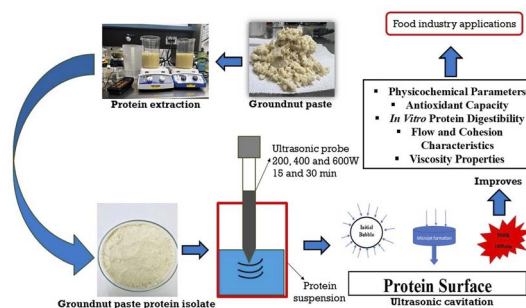 Food industry applications
Protein extraction
Groundnut paste
Physicochemical Parameters
Antioxidant Capacity
In Vitro Protein Digestibility
Flow and Cohesion
Characteristics
Viscosity Properties
Ultrasonic probe
200, 400 and 600W
15 and 30 min
Improves
Initial
Bubble
Microjet formation
Protein
suspension
Groundnut paste protein isolate
Protein Surface
Ultrasonic cavitation